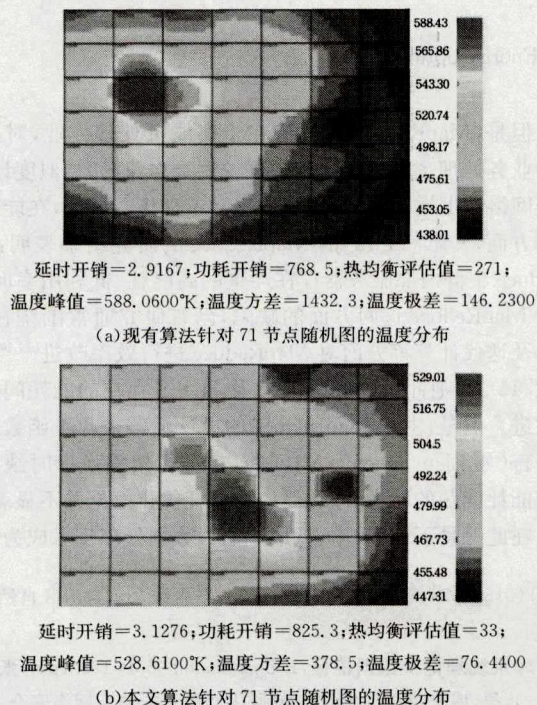 588.43
565.86
543.30
520.74
498.17
475.61
453.05
438.01
延时开销=2.9167;功耗开销=768.5;热均衡评估值=271;
温度峰值=588.0600°K;温度方差=1432.3;温度极差=146.2300
(a)现有算法针对 71 节点随机图的温度分布
529.01
516.75
504.5
492.24
479.99
467.73
455.48
447.31
延时开销=3.1276;功耗开销=825.3;热均衡评估值=33;
温度峰值=528.6100°K;温度方差=378.5;温度极差=76.4400
(b)本文算法针对 71 节点随机图的温度分布